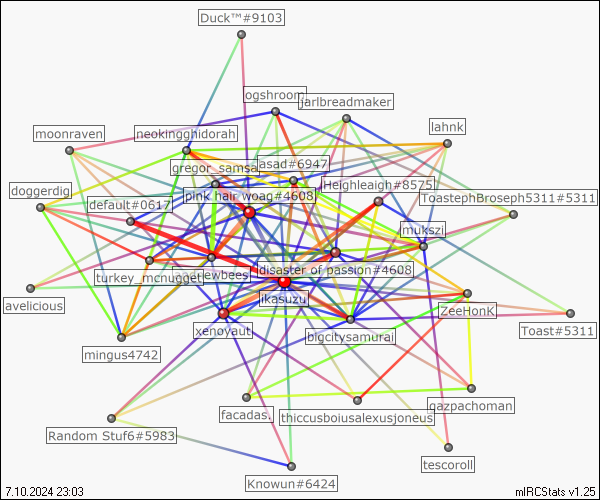 Duck™#9103
ogshroom
jarlbreadmaker
lahnk
moonraven
neokingghidorah
asad#6947
gregor_samsa
Heighleaigh#8575
doggerdig
pink hair woag#4608
ToastephBroseph5311#5311
default#0617
mukszi
disaster of passion#4608
turkey_mcnugget
ewbees
ikasuzu
avelicious
ZeeHonK
xenoyaut
bigcitysamurai
Toast#5311
mingus4742
facadas.
thiccusboiusalexusjoneus
gazpachoman
Random Stuf6#5983
tescoroll
Knowun#6424
7.10.2024 23:03
mIRCStats v1.25